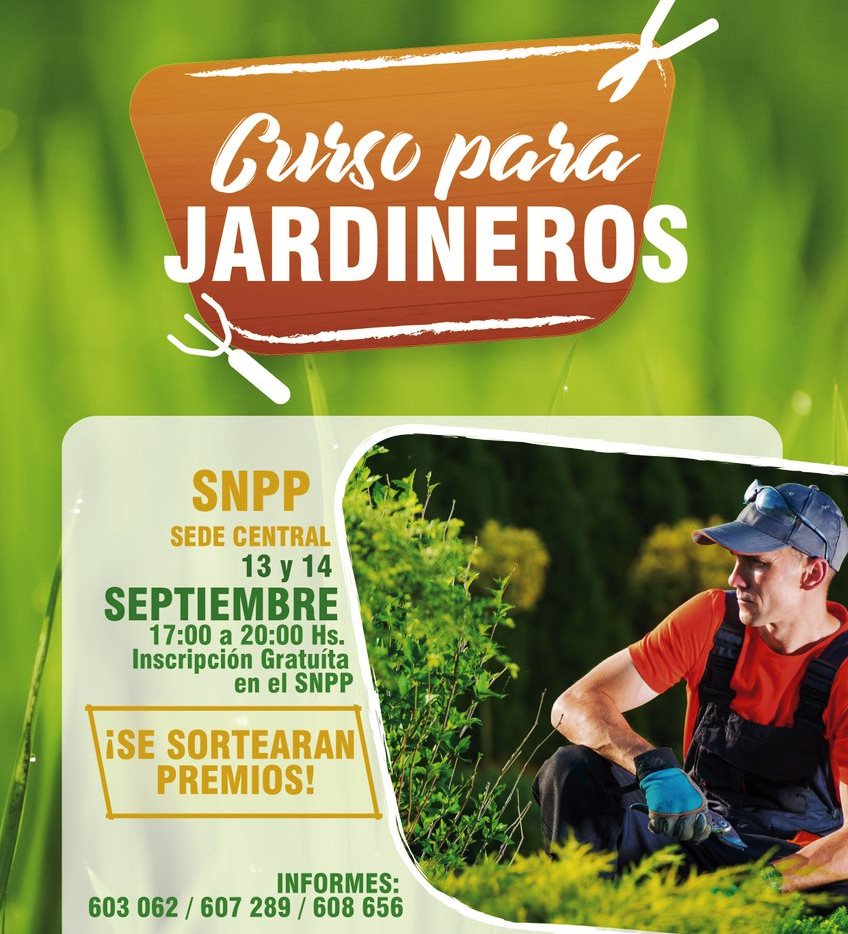 Curso para
JARDINEROS
SNPP
SEDE CENTRAL
13 y 14
SEPTIEMBRE
17:00 a 20:00 Hs.
Inscripción Gratuíta
en el SNPP
¡SE SORTEARAN
PREMIOS!
INFORMES:
603 062 / 607 289 / 608 656